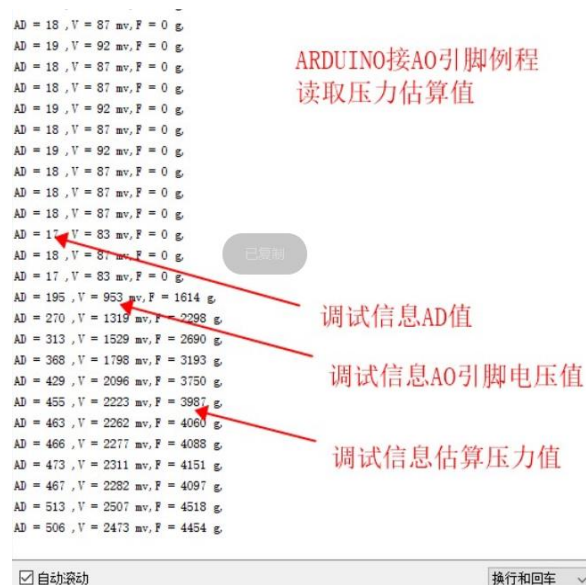 AD = 18 ,V = 87 mv,F = 0 g,
AD = 19 ,V = 92 mv,F = 0 g,
AD = 18 ,V = 87 mv,F = 0 g,
AD = 18 ,V = 87 mv,F = 0 g,
AD = 19 ,V = 92 mv,F = 0 g,
AD = 18 ,V = 87 mv,F = 0 g,
AD = 19 ,V = 92 mv,F = 0 g,
AD = 18 ,V = 87 mv,F = 0 g,
AD = 18 ,V = 87 mv,F = 0 g,
AD = 18 ,V = 87 mv,F = 0 g,
AD = 17 ,V = 83 mv,F = 0 g,
AD = 18 ,V = 87 mv,F = 0 g,
AD = 17 ,V = 83 mv,F = 0 g,
AD = 195 ,V = 953 mv,F = 1614 g,
AD = 270 ,V = 1319 mv,F = 2298 g,
AD = 313 ,V = 1529 mv,F = 2690 g,
AD = 368 ,V = 1798 mv,F = 3193 g,
AD = 429 ,V = 2096 mv,F = 3750 g,
AD = 455 ,V = 2223 mv,F = 3987 g,
AD = 463 ,V = 2262 mv,F = 4060 g,
AD = 466 ,V = 2277 mv,F = 4088 g,
AD = 473 ,V = 2311 mv,F = 4151 g,
AD = 467 ,V = 2282 mv,F = 4097 g,
AD = 513 ,V = 2507 mv,F = 4518 g,
AD = 506 ,V = 2473 mv,F = 4454 g,
ARDUINO接AO引脚例程
读取压力估算值
已复制
调试信息AD值
调试信息AO引脚电压值
调试信息估算压力值
自动滚动
换行和回车